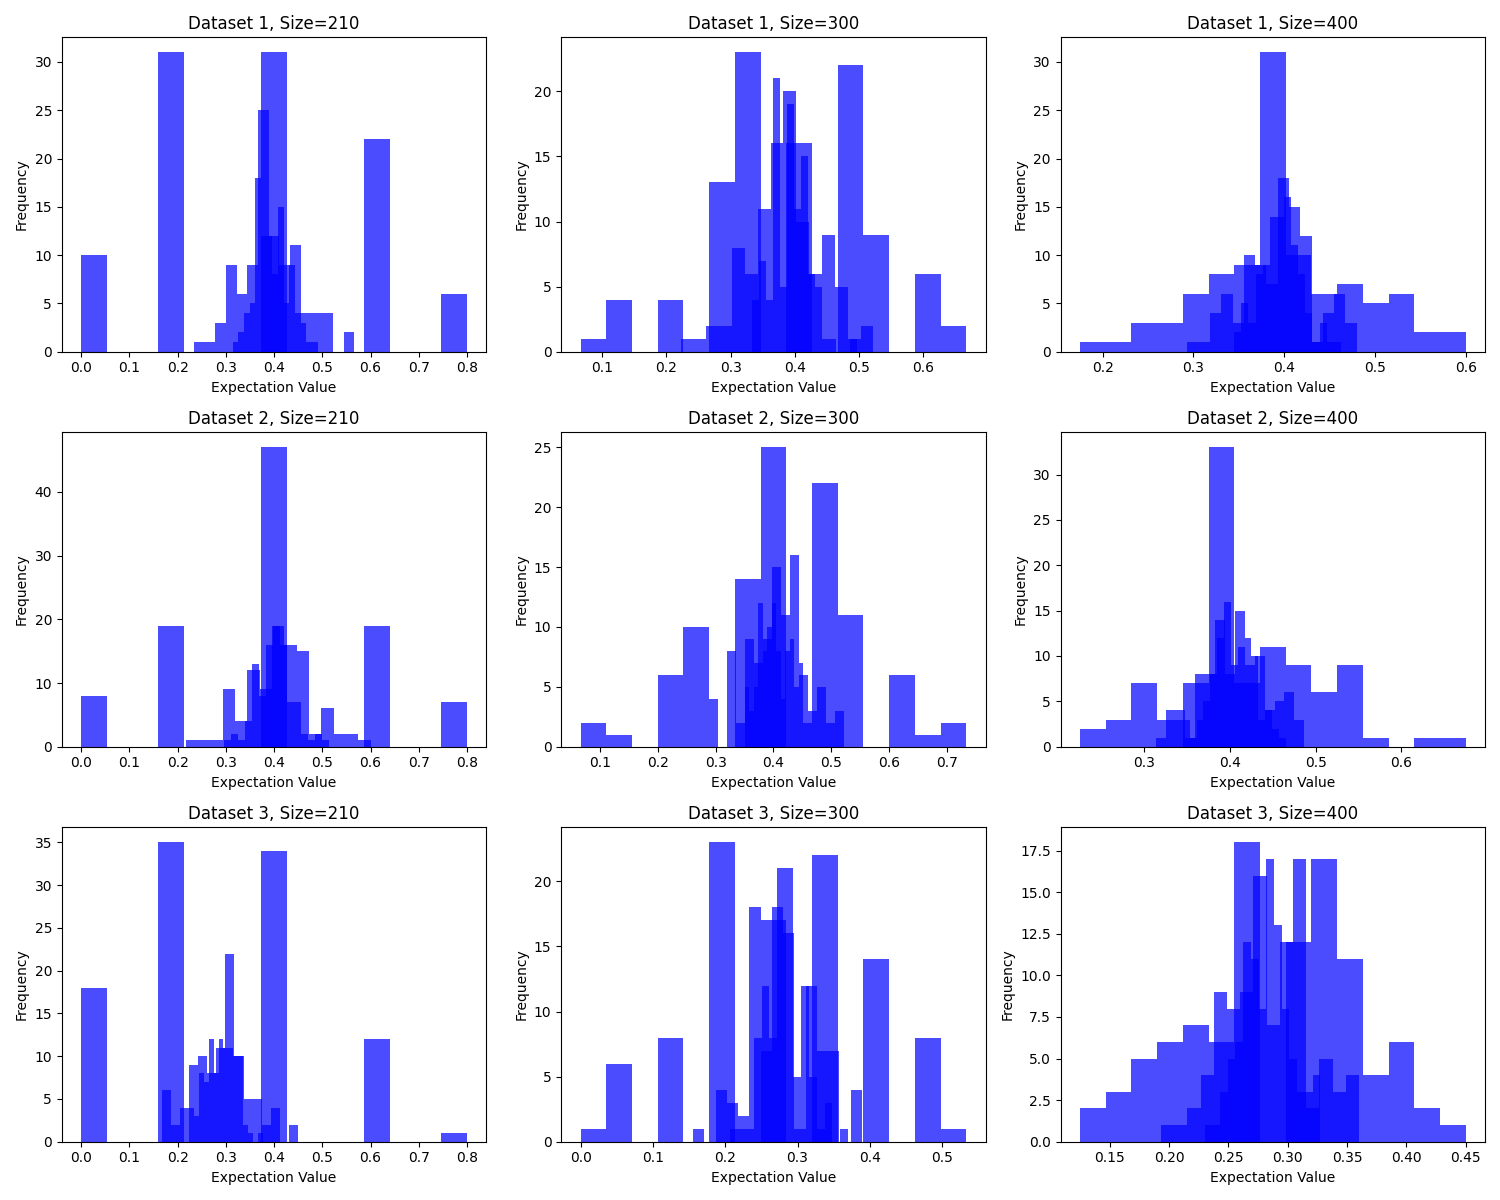 Dataset 1, Size=210
Dataset 1, Size=300
Dataset 1, Size=400
Frequency
30
25
20
15
10
5
0
0.0 0.1 0.2 0.3 0.4 0.5 0.6 0.7 0.8
Expectation Value
Frequency
20
15
10
5
0
0.1 0.2 0.3 0.4 0.5 0.6
Expectation Value
Frequency
30
25
20
15
10
5
0
0.2 0.3 0.4 0.5 0.6
Expectation Value
Dataset 2, Size=210
Dataset 2, Size=300
Dataset 2, Size=400
Frequency
40
30
20
10
0
0.0 0.1 0.2 0.3 0.4 0.5 0.6 0.7 0.8
Expectation Value
Frequency
25
20
15
10
5
0
0.1 0.2 0.3 0.4 0.5 0.6 0.7
Expectation Value
Frequency
30
25
20
15
10
5
0
0.3 0.4 0.5 0.6
Expectation Value
Dataset 3, Size=210
Dataset 3, Size=300
Dataset 3, Size=400
Frequency
35
30
25
20
15
10
5
0
0.0 0.1 0.2 0.3 0.4 0.5 0.6 0.7 0.8
Expectation Value
Frequency
20
15
10
5
0
0.0 0.1 0.2 0.3 0.4 0.5
Expectation Value
Frequency
17.5
15.0
12.5
10.0
7.5
5.0
2.5
0.0
0.15 0.20 0.25 0.30 0.35 0.40 0.45
Expectation Value